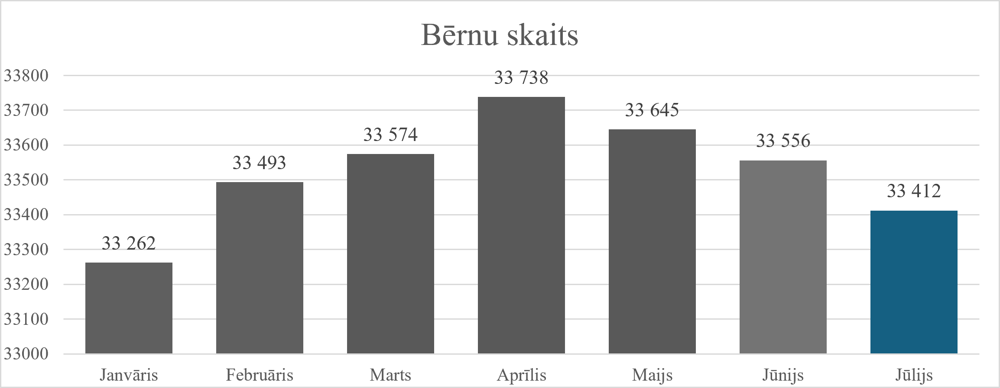 Bērnu skaits
33800
33700
33600
33500
33400
33300
33200
33100
33000
33 262
33 493
33 574
33 738
33 645
33 556
33 412
Janvāris
Februāris
Marts
Aprīlis
Maijs
Jūnijs
Jūlijs